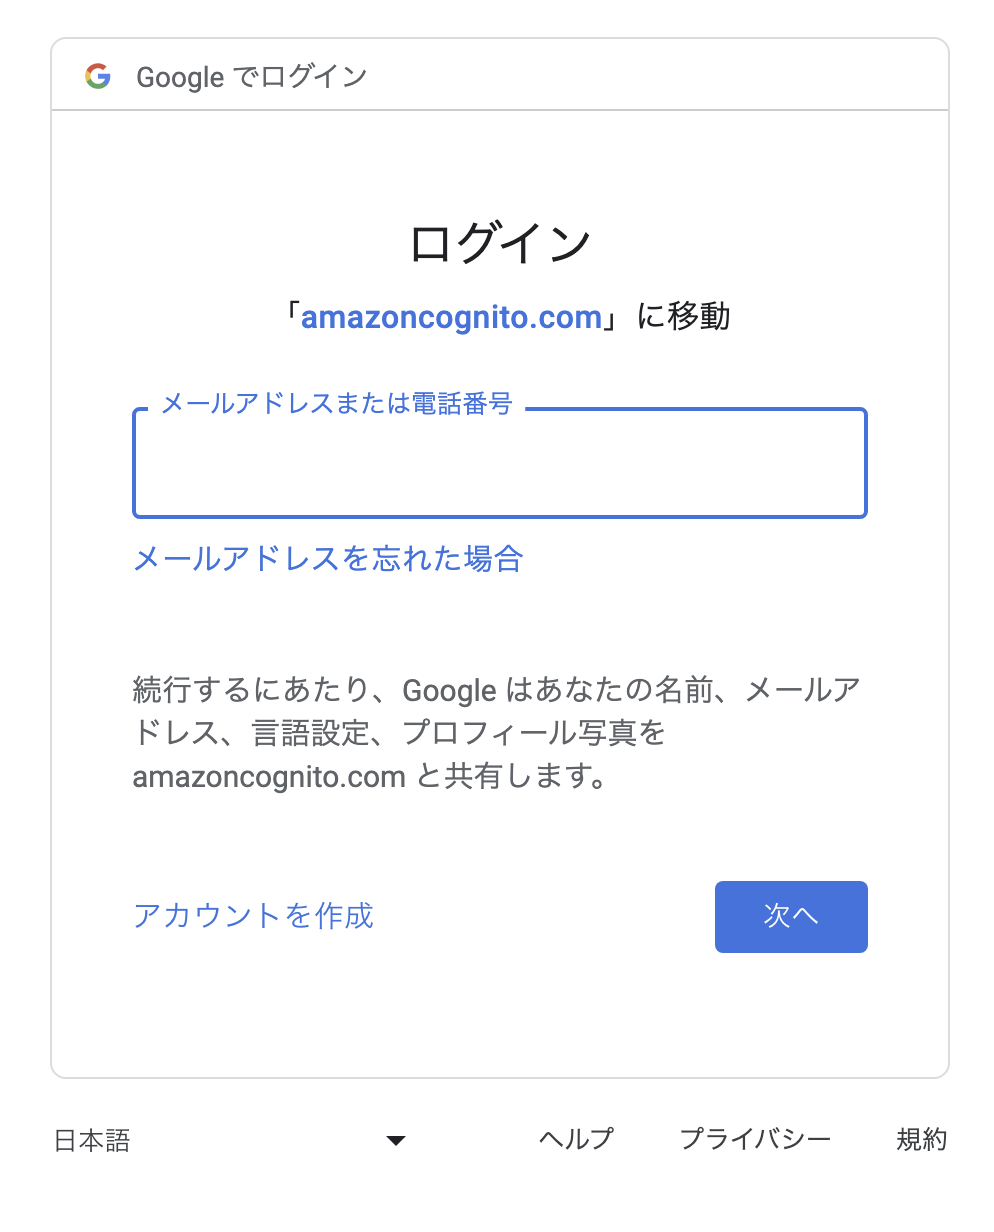 Google でログイン
ログイン
「amazoncognito.com」に移動
メールアドレスまたは電話番号
メールアドレスを忘れた場合
続行するにあたり、Google はあなたの名前、メールア
ドレス、言語設定、プロフィール写真を
amazoncognito.com と共有します。
アカウントを作成
次へ
日本語
ヘルプ
プライバシー
規約